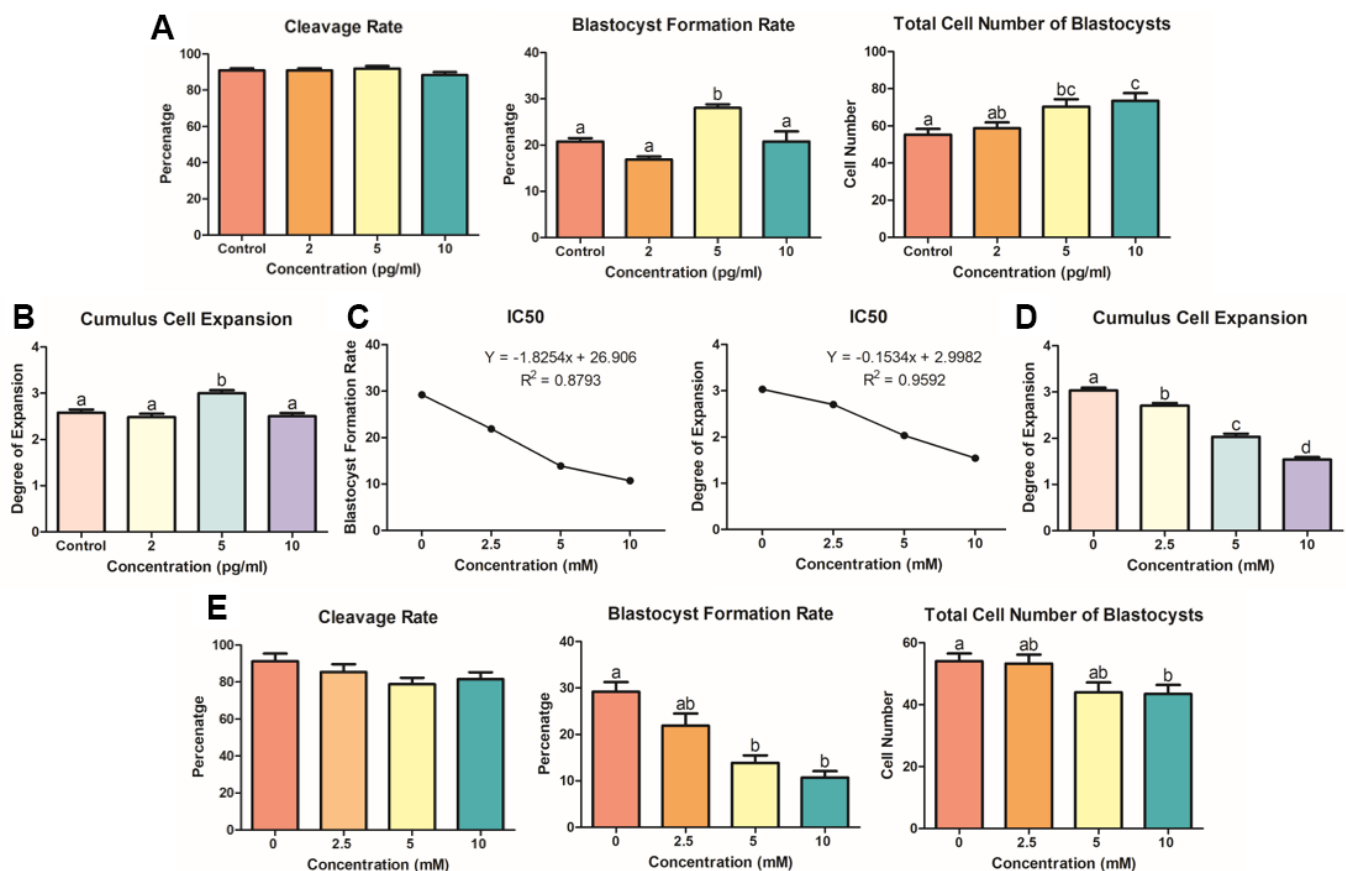 A
Cleavage Rate
Percenatge
100
80
60
40
20
0
Control 2 5 10
Concentration (pg/ml)
Blastocyst Formation Rate
Percenatge
40
30
20
10
0
a a b a
Control 2 5 10
Concentration (pg/ml)
Total Cell Number of Blastocysts
Cell Number
100
80
60
40
20
0
a ab bc c
Control 2 5 10
Concentration (pg/ml)
B
Cumulus Cell Expansion
Degree of Expansion
4
3
2
1
0
a a b a
Control 2 5 10
Concentration (pg/ml)
C
IC50
Y = -1.8254x + 26.906
R² = 0.8793
Blastocyst Formation Rate
40
30
20
10
0
0 2.5 5 10
Concentration (mM)
IC50
Y = -0.1534x + 2.9982
R² = 0.9592
Degree of Expansion
4
3
2
1
0
0 2.5 5 10
Concentration (mM)
D
Cumulus Cell Expansion
Degree of Expansion
4
3
2
1
0
a b c d
0 2.5 5 10
Concentration (mM)
E
Cleavage Rate
Percenatge
100
80
60
40
20
0
0 2.5 5 10
Concentration (mM)
Blastocyst Formation Rate
Percenatge
40
30
20
10
0
a ab b b
0 2.5 5 10
Concentration (mM)
Total Cell Number of Blastocysts
Cell Number
60
40
20
0
a ab ab b
0 2.5 5 10
Concentration (mM)